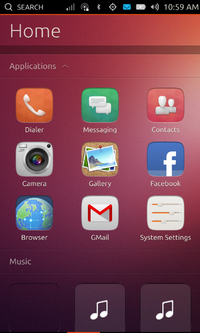 SEARCH 10:59 AM
Home
Applications
Dialer Messaging Contacts
Camera Gallery Facebook
Browser GMail System Settings
Music